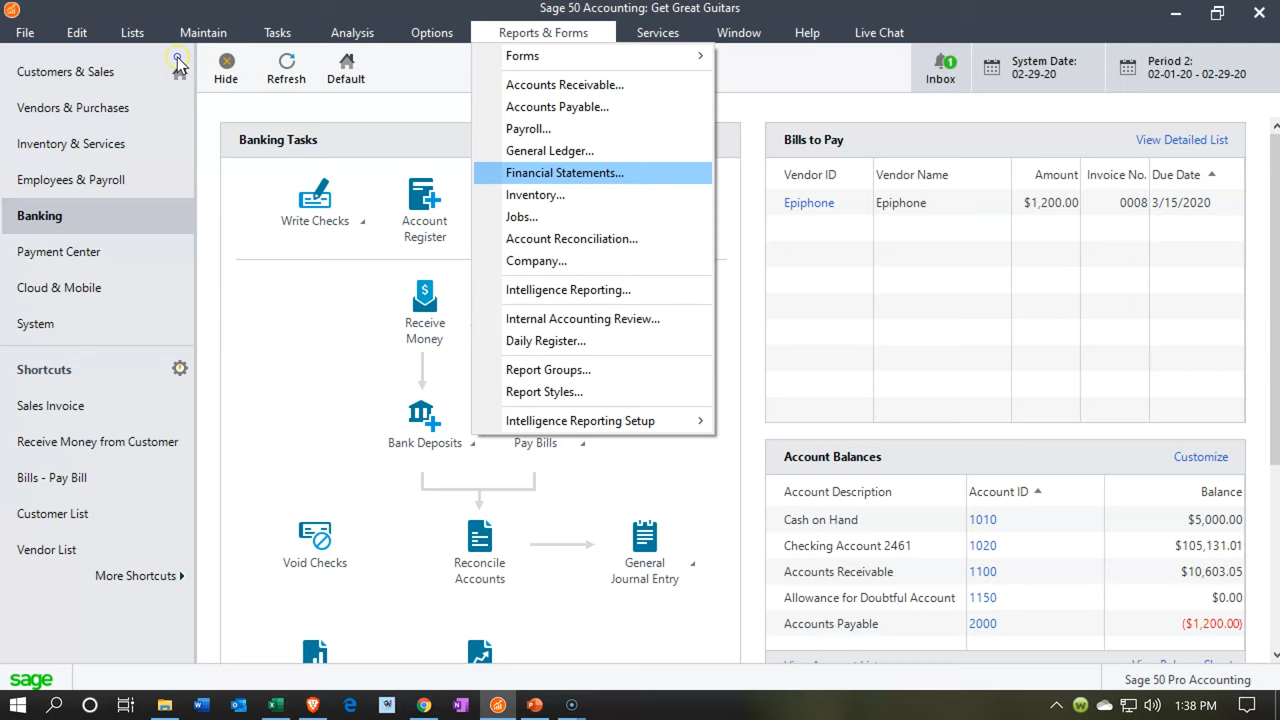 Sage 50 Accounting: Get Great Guitars
File Edit Lists Maintain Tasks Analysis Options Reports & Forms Services Window Help Live Chat
Customers & Sales
Vendors & Purchases
Inventory & Services
Employees & Payroll
Banking
Payment Center
Cloud & Mobile
System
Shortcuts
Sales Invoice
Receive Money from Customer
Bills - Pay Bill
Customer List
Vendor List
More Shortcuts
Hide Refresh Default
Forms
Accounts Receivable...
Accounts Payable...
Payroll...
General Ledger...
Financial Statements...
Inventory...
Jobs...
Account Reconciliation...
Company...
Intelligence Reporting...
Internal Accounting Review...
Daily Register...
Report Groups...
Report Styles...
Intelligence Reporting Setup
1
Inbox
System Date:
02-29-20
Period 2:
02-01-20 - 02-29-20
Banking Tasks
Write Checks
Account
Register
Receive
Money
Bank Deposits
Pay Bills
Void Checks
Reconcile
Accounts
General
Journal Entry
Bills to Pay View Detailed List
Vendor ID Vendor Name Amount Invoice No. Due Date
Epiphone Epiphone $1,200.00 0008 3/15/2020
Account Balances Customize
Account Description Account ID Balance
Cash on Hand 1010 $5,000.00
Checking Account 2461 1020 $105,131.01
Accounts Receivable 1100 $10,603.05
Allowance for Doubtful Account 1150 $0.00
Accounts Payable 2000 ($1,200.00)
sage
Sage 50 Pro Accounting
1:38 PM